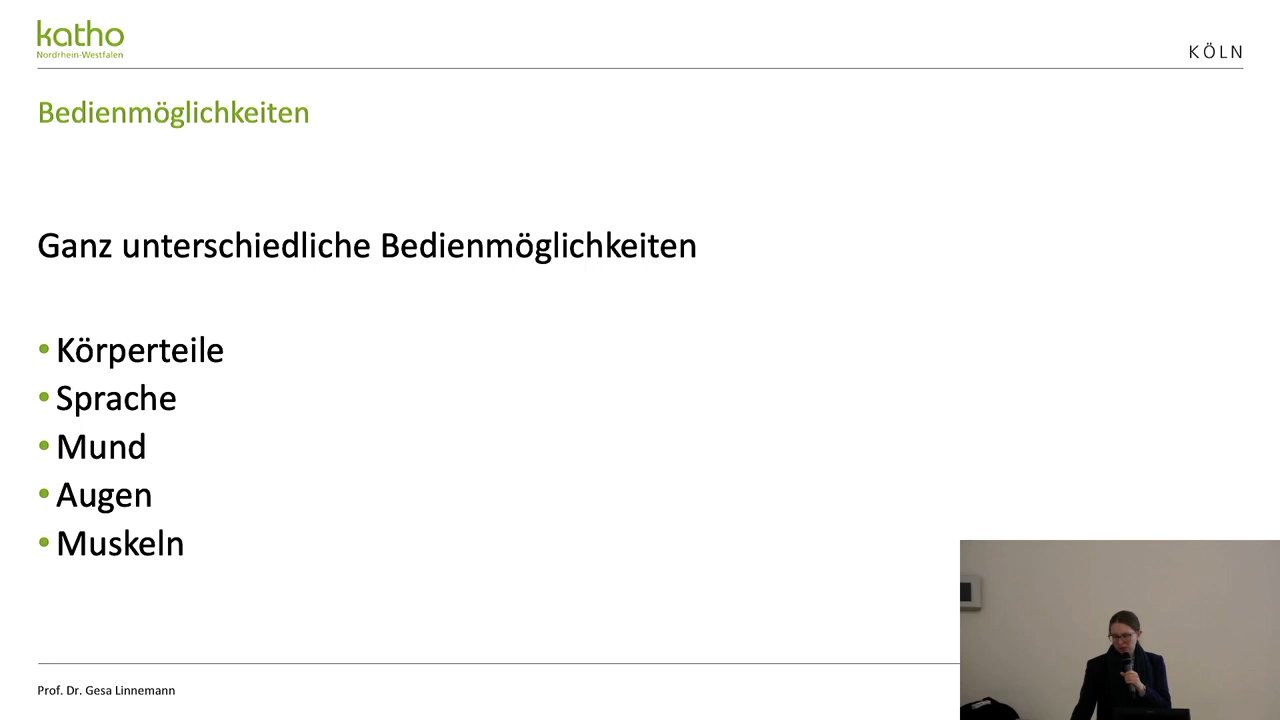 katho
Nordrhein-Westfalen
KÖLN
Bedienmöglichkeiten
Ganz unterschiedliche Bedienmöglichkeiten
• Körperteile
• Sprache
• Mund
• Augen
• Muskeln
Prof. Dr. Gesa Linnemann